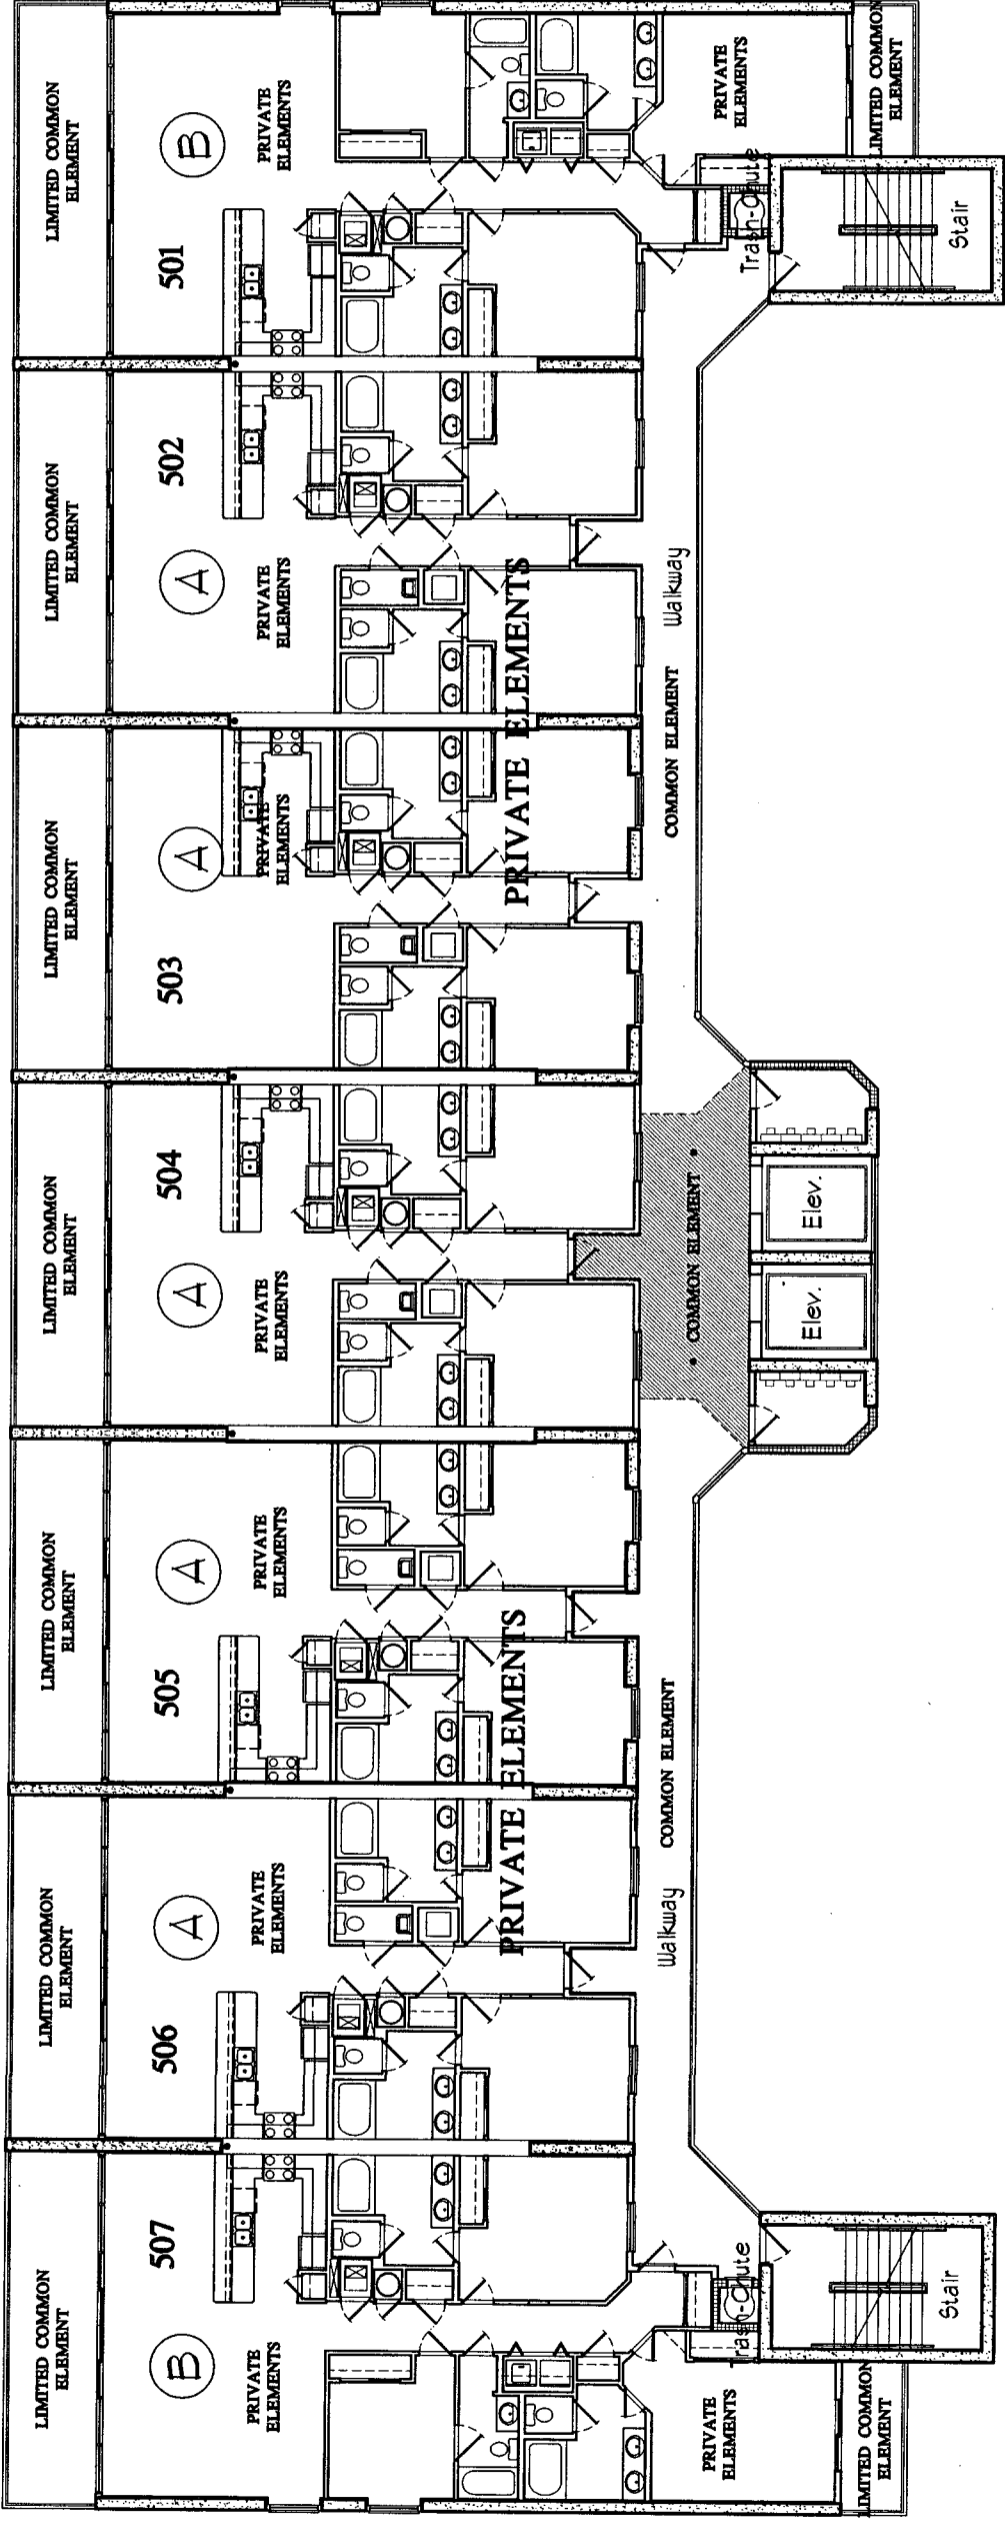 LIMITED COMMON
ELEMENT
B
PRIVATE
ELEMENTS
501
PRIVATE
ELEMENTS
LIMITED COMMON
ELEMENT
Trash-Chute
Stair
LIMITED COMMON
ELEMENT
502
A
PRIVATE
ELEMENTS
Walkway
COMMON ELEMENT
PRIVATE ELEMENTS
LIMITED COMMON
ELEMENT
A
PRIVATE
ELEMENTS
503
LIMITED COMMON
ELEMENT
504
A
PRIVATE
ELEMENTS
COMMON ELEMENT
Elev.
Elev.
LIMITED COMMON
ELEMENT
A
PRIVATE
ELEMENTS
505
PRIVATE ELEMENTS
COMMON ELEMENT
Walkway
LIMITED COMMON
ELEMENT
A
PRIVATE
ELEMENTS
506
LIMITED COMMON
ELEMENT
507
B
PRIVATE
ELEMENTS
Trash-Chute
Stair
PRIVATE
ELEMENTS
LIMITED COMMON
ELEMENT